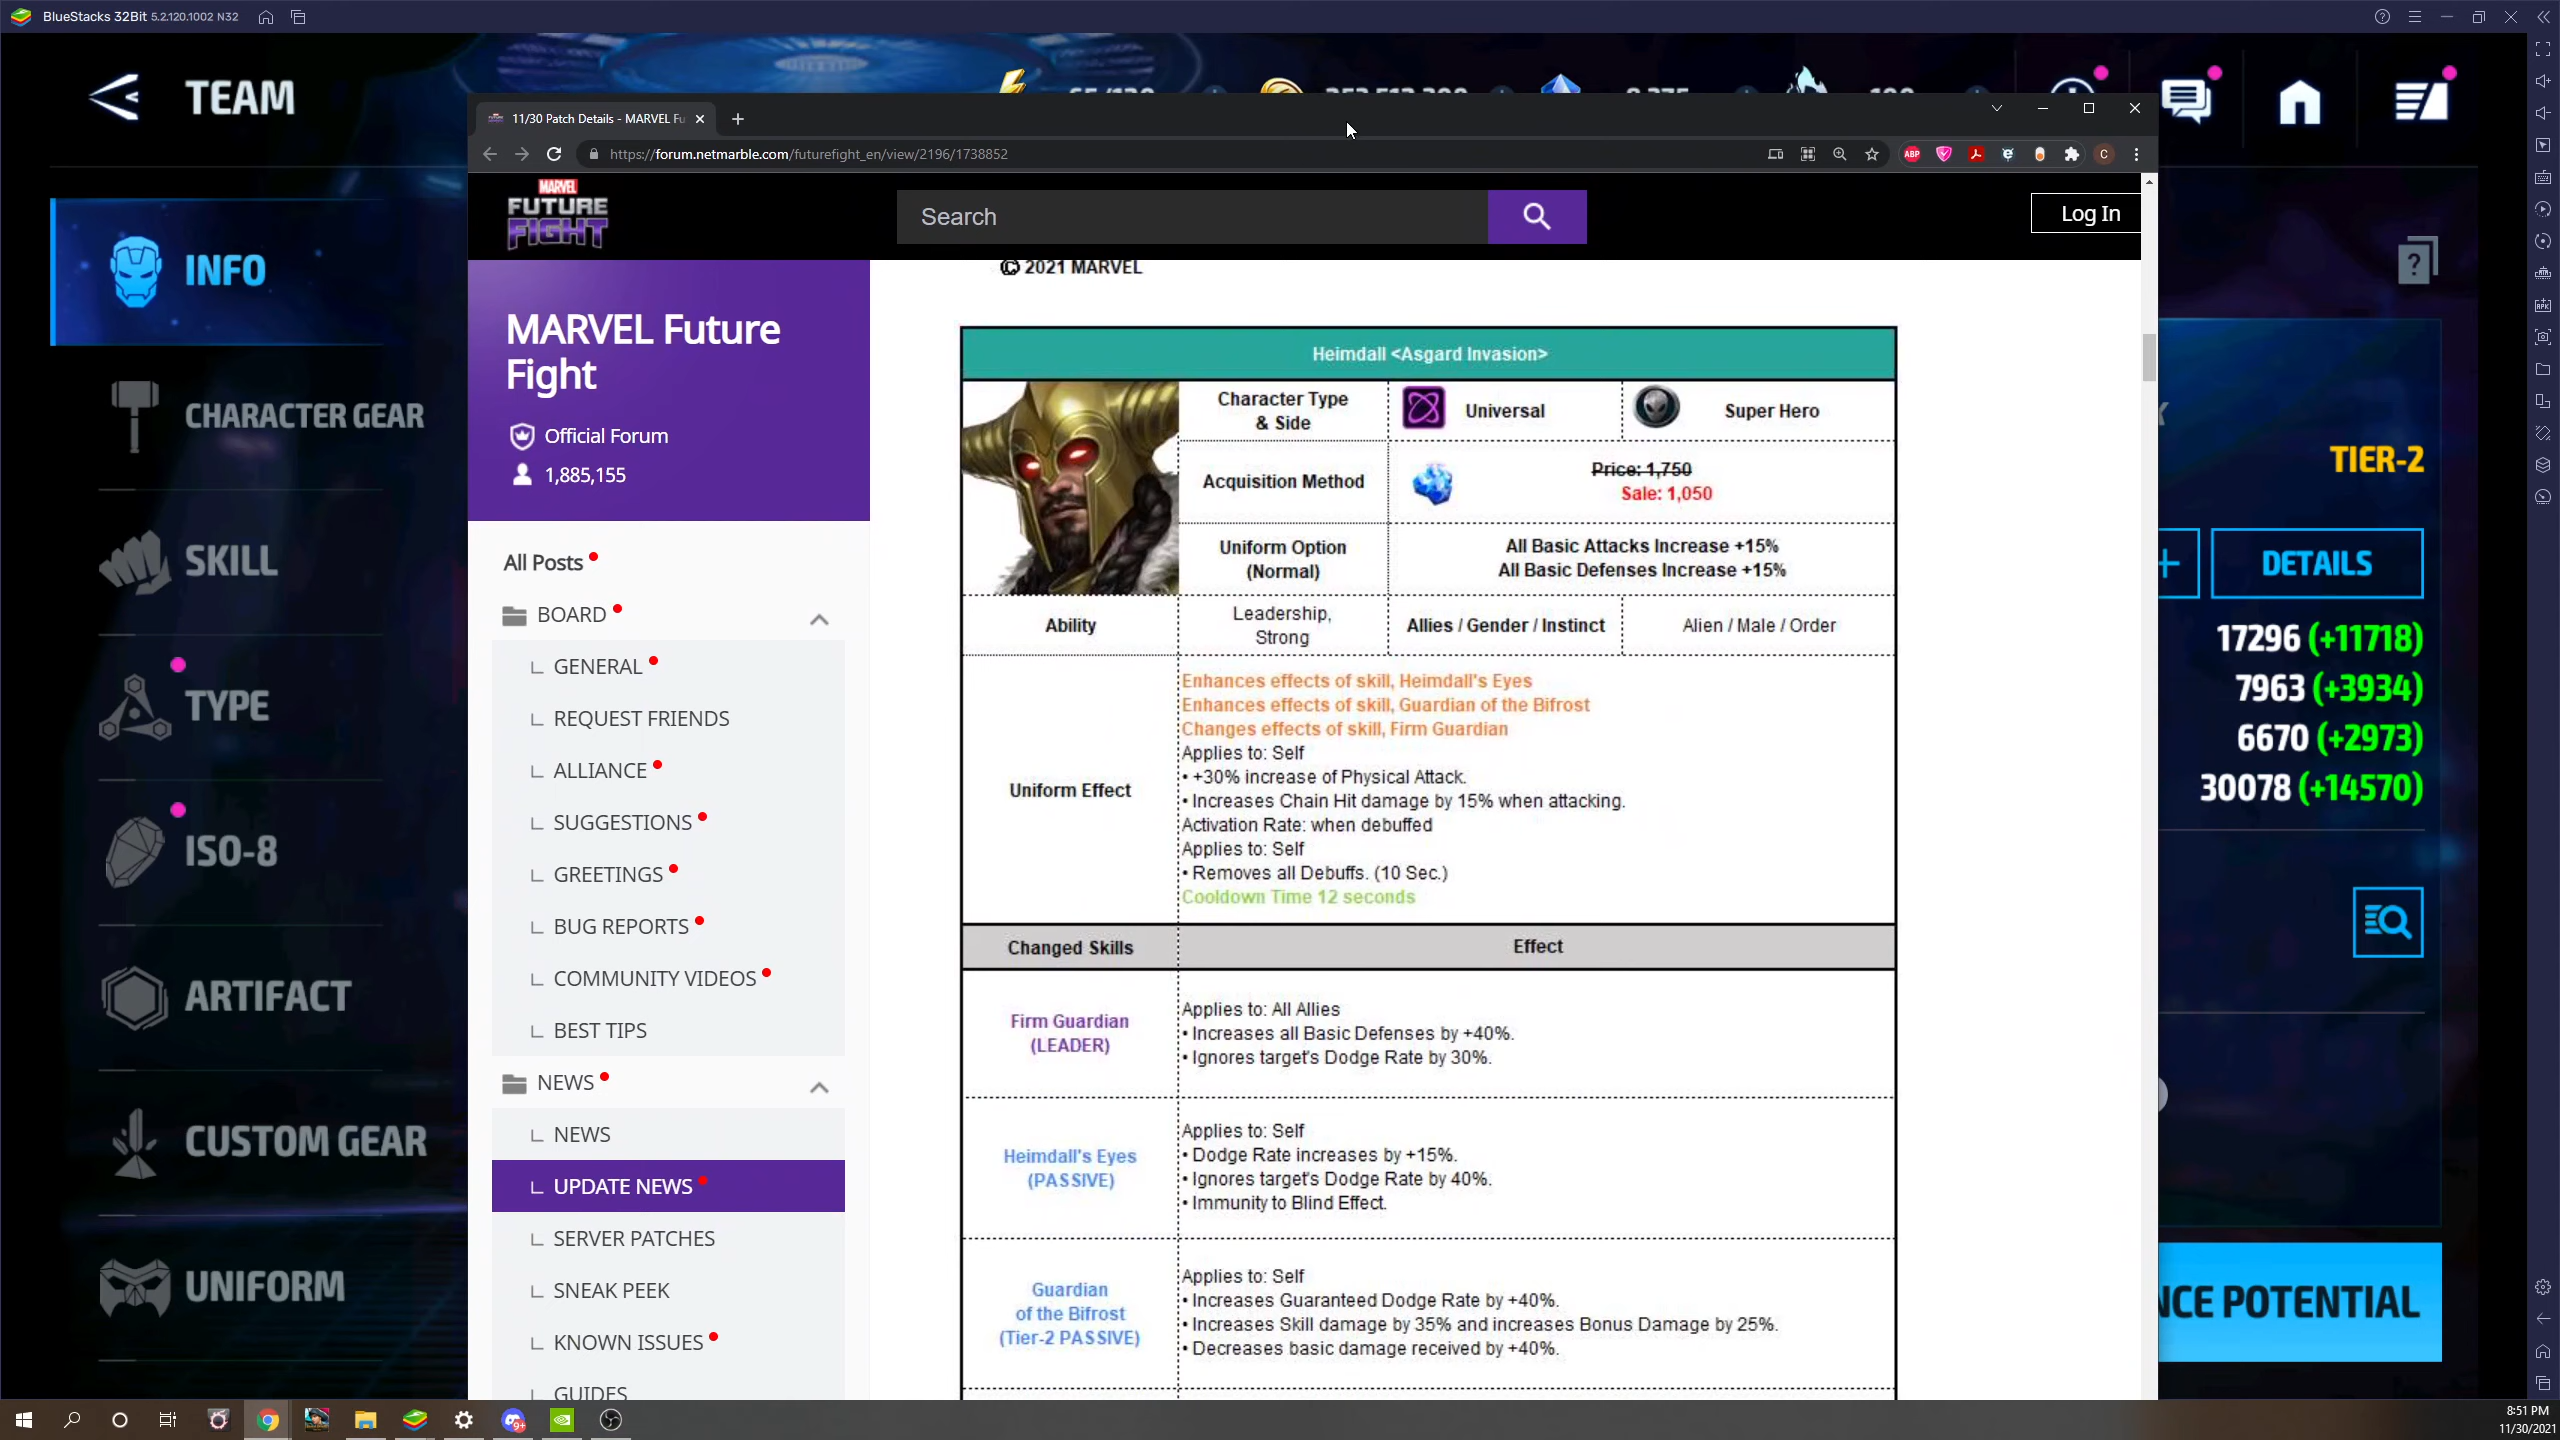 BlueStacks 32Bit 5.2.120.1002 N32
TEAM
INFO
CHARACTER GEAR
SKILL
TYPE
ISO-8
ARTIFACT
CUSTOM GEAR
UNIFORM
11/30 Patch Details - MARVEL Fu
https://forum.netmarble.com/futurefight_en/view/2196/1738852
ABP
C
MARVEL
FUTURE
FIGHT
Search
Log In
MARVEL Future
Fight
Official Forum
1,885,155
All Posts
BOARD
GENERAL
REQUEST FRIENDS
ALLIANCE
SUGGESTIONS
GREETINGS
BUG REPORTS
COMMUNITY VIDEOS
BEST TIPS
NEWS
NEWS
UPDATE NEWS
SERVER PATCHES
SNEAK PEEK
KNOWN ISSUES
GUIDES
© 2021 MARVEL
Heimdall <Asgard Invasion>
Character Type
& Side
Universal
Super Hero
Acquisition Method
Price: 1,750
Sale: 1,050
Uniform Option
(Normal)
All Basic Attacks Increase +15%
All Basic Defenses Increase +15%
Ability
Leadership,
Strong
Allies / Gender / Instinct
Alien / Male / Order
Uniform Effect
Enhances effects of skill, Heimdall's Eyes
Enhances effects of skill, Guardian of the Bifrost
Changes effects of skill, Firm Guardian
Applies to: Self
• +30% increase of Physical Attack.
• Increases Chain Hit damage by 15% when attacking.
Activation Rate: when debuffed
Applies to: Self
• Removes all Debuffs. (10 Sec.)
Cooldown Time 12 seconds
Changed Skills
Effect
Firm Guardian
(LEADER)
Applies to: All Allies
• Increases all Basic Defenses by +40%.
• Ignores target's Dodge Rate by 30%.
Heimdall's Eyes
(PASSIVE)
Applies to: Self
• Dodge Rate increases by +15%.
• Ignores target's Dodge Rate by 40%.
• Immunity to Blind Effect.
Guardian
of the Bifrost
(Tier-2 PASSIVE)
Applies to: Self
• Increases Guaranteed Dodge Rate by +40%.
• Increases Skill damage by 35% and increases Bonus Damage by 25%.
• Decreases basic damage received by +40%.
TIER-2
DETAILS
17296 (+11718)
7963 (+3934)
6670 (+2973)
30078 (+14570)
NCE POTENTIAL
9+
8:51 PM
11/30/2021